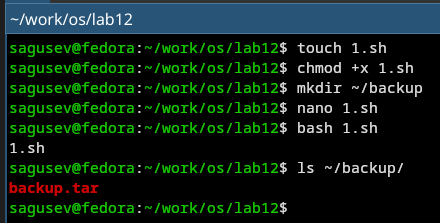 ~/work/os/lab12
sagusev@fedora:~/work/os/lab12$ touch 1.sh
sagusev@fedora:~/work/os/lab12$ chmod +x 1.sh
sagusev@fedora:~/work/os/lab12$ mkdir ~/backup
sagusev@fedora:~/work/os/lab12$ nano 1.sh
sagusev@fedora:~/work/os/lab12$ bash 1.sh
1.sh
sagusev@fedora:~/work/os/lab12$ ls ~/backup/
backup.tar
sagusev@fedora:~/work/os/lab12$